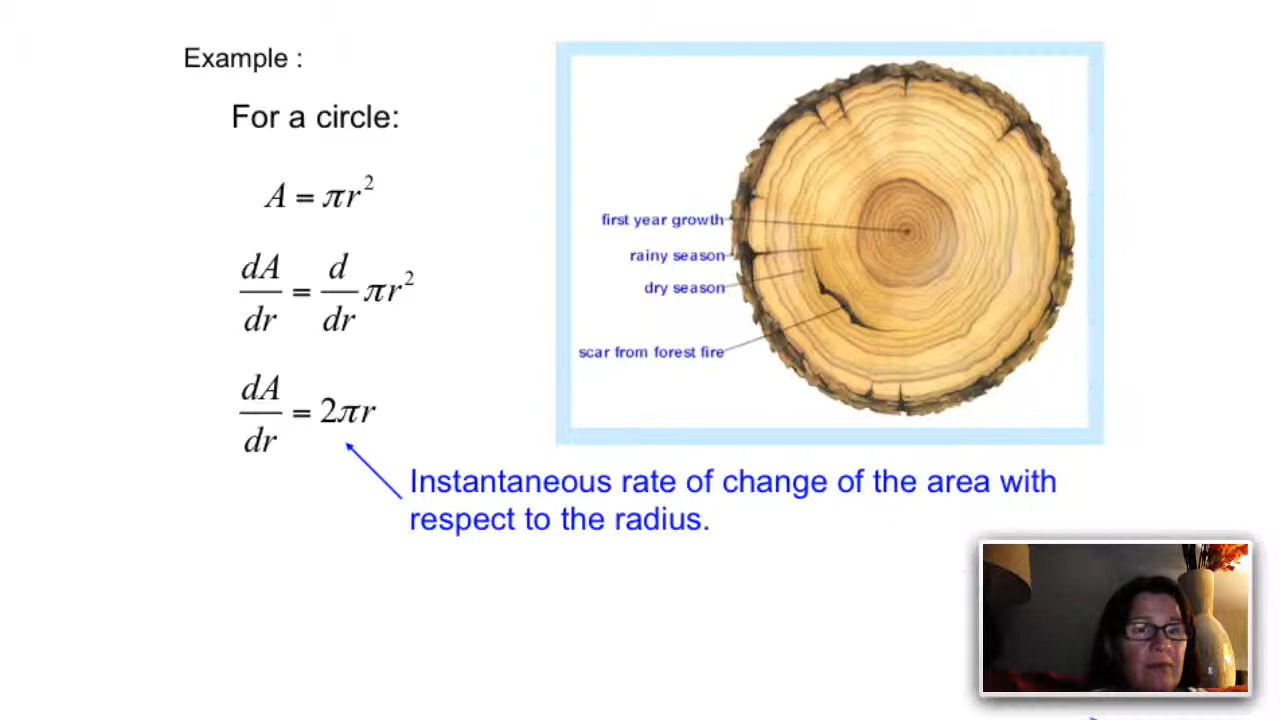 Example :
For a circle:
A = πr²
dA/dr = d/dr πr²
dA/dr = 2πr
first year growth
rainy season
dry season
scar from forest fire
Instantaneous rate of change of the area with
respect to the radius.